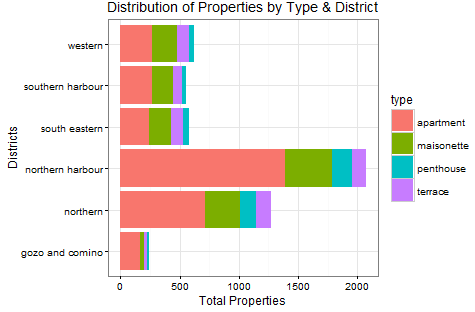 Distribution of Properties by Type & District
Districts
western
southern harbour
south eastern
northern harbour
northern
gozo and comino
0
500
1000
1500
2000
Total Properties
type
apartment
maisonette
penthouse
terrace